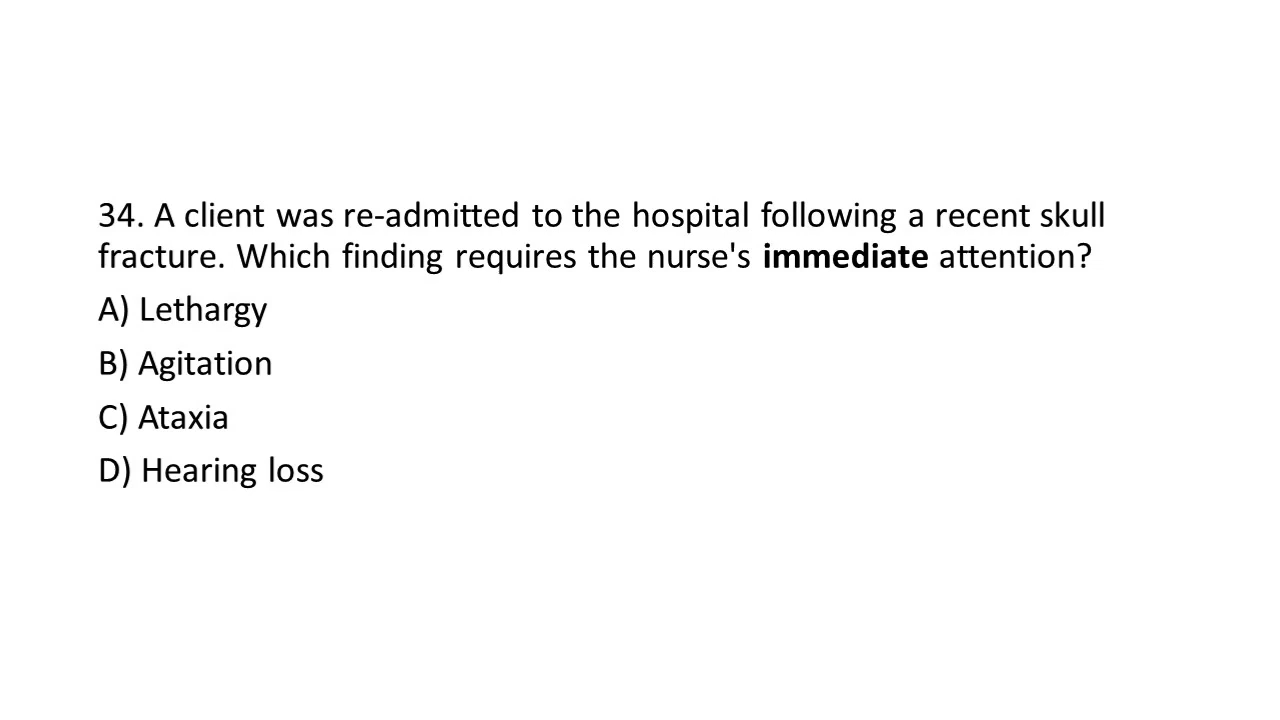 34. A client was re-admitted to the hospital following a recent skull
fracture. Which finding requires the nurse's immediate attention?
A) Lethargy
B) Agitation
C) Ataxia
D) Hearing loss